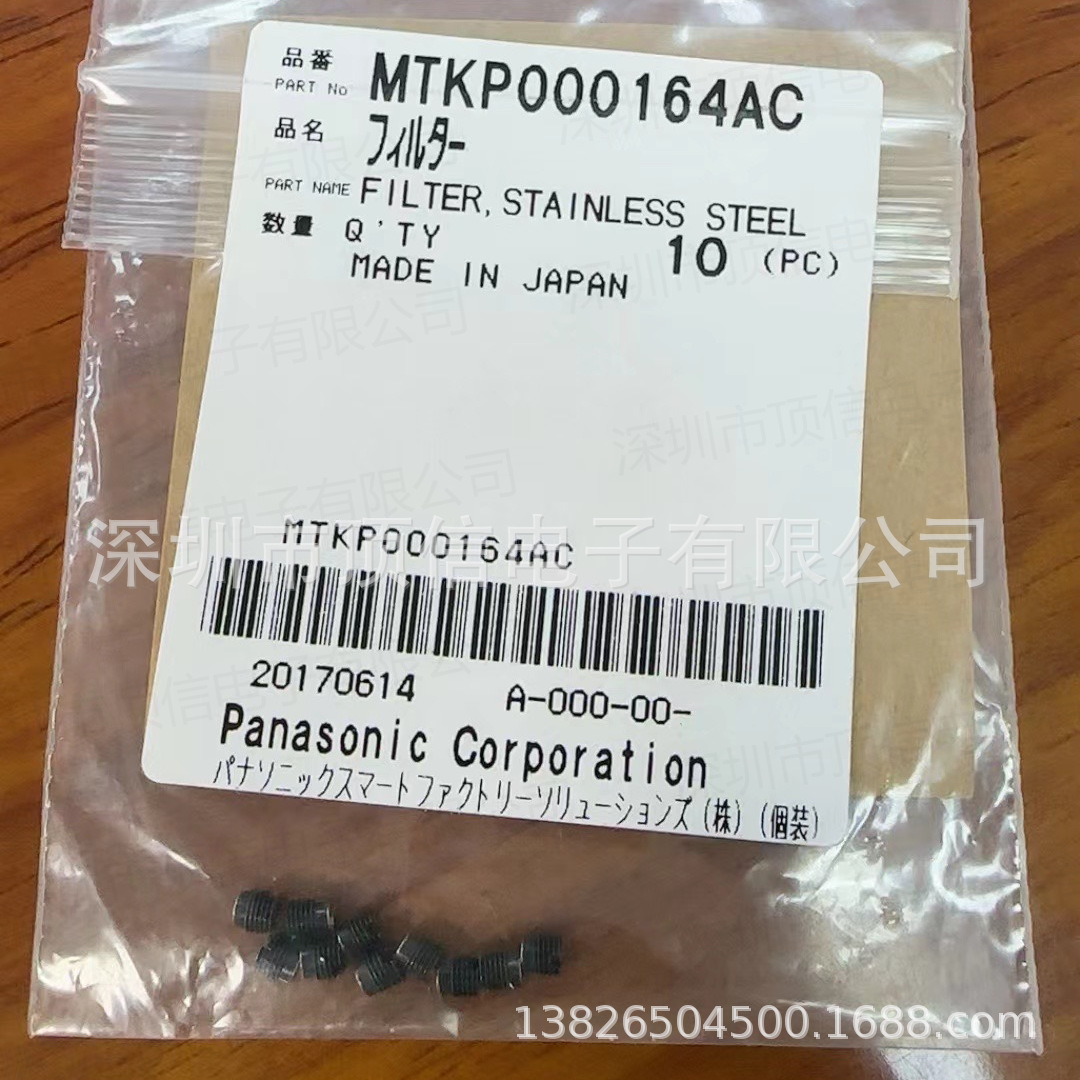 品番
PART No MTKP000164AC
品名 フィルター
PART NAME FILTER, STAINLESS STEEL
数量 Q'TY 10 (PC)
MADE IN JAPAN
MTKP000164AC
深圳市顶信电子有限公司
20170614 A-000-00-
Panasonic Corporation
パナソニックスマートファクトリーソリューションズ(株)(個装)
13826504500.1688.com